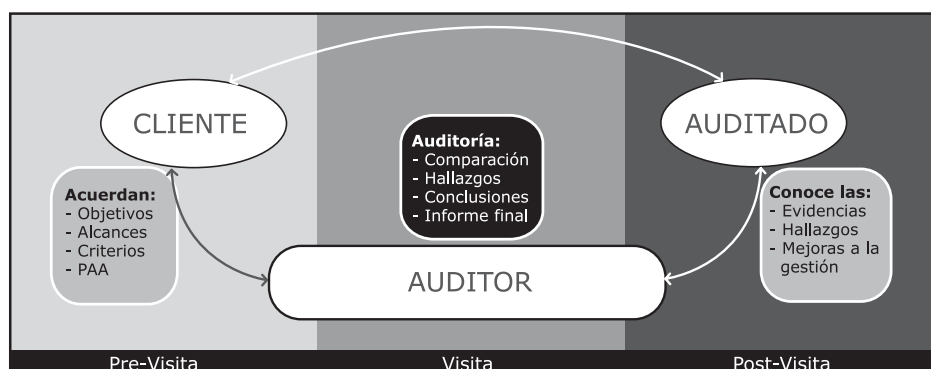 CLIENTE
AUDITADO
Auditoría:
- Comparación
- Hallazgos
- Conclusiones
- Informe final
Acuerdan:
- Objetivos
- Alcances
- Criterios
- PAA
Conoce las:
- Evidencias
- Hallazgos
- Mejoras a la
gestión
AUDITOR
Pre-Visita
Visita
Post-Visita